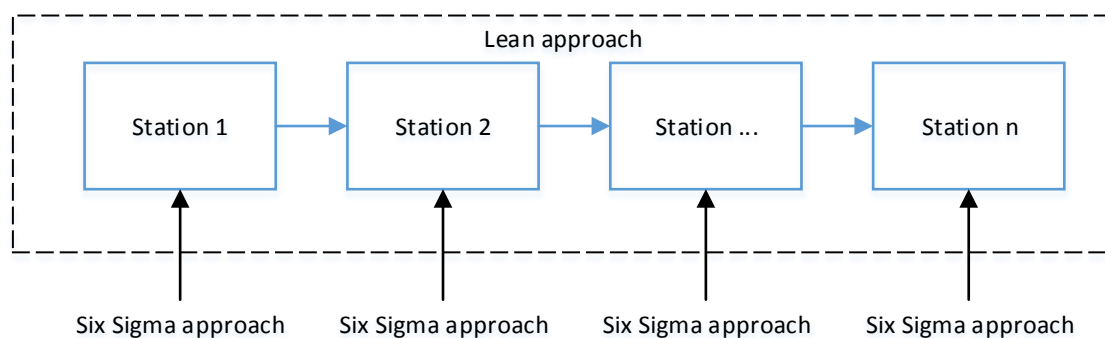 Lean approach
Station 1
Station 2
Station ...
Station n
Six Sigma approach
Six Sigma approach
Six Sigma approach
Six Sigma approach